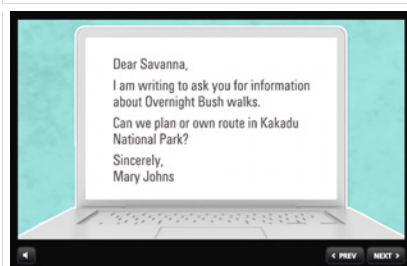 Dear Savanna,
I am writing to ask you for information
about Overnight Bush walks.
Can we plan or own route in Kakadu
National Park?
Sincerely,
Mary Johns
< PREV
NEXT >